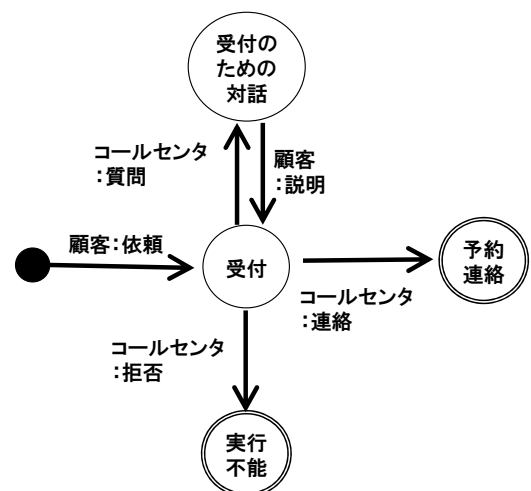 受付の
ための
対話
コールセンタ
:質問
顧客
:説明
顧客:依頼
受付
予約
連絡
コールセンタ
:連絡
コールセンタ
:拒否
実行
不能